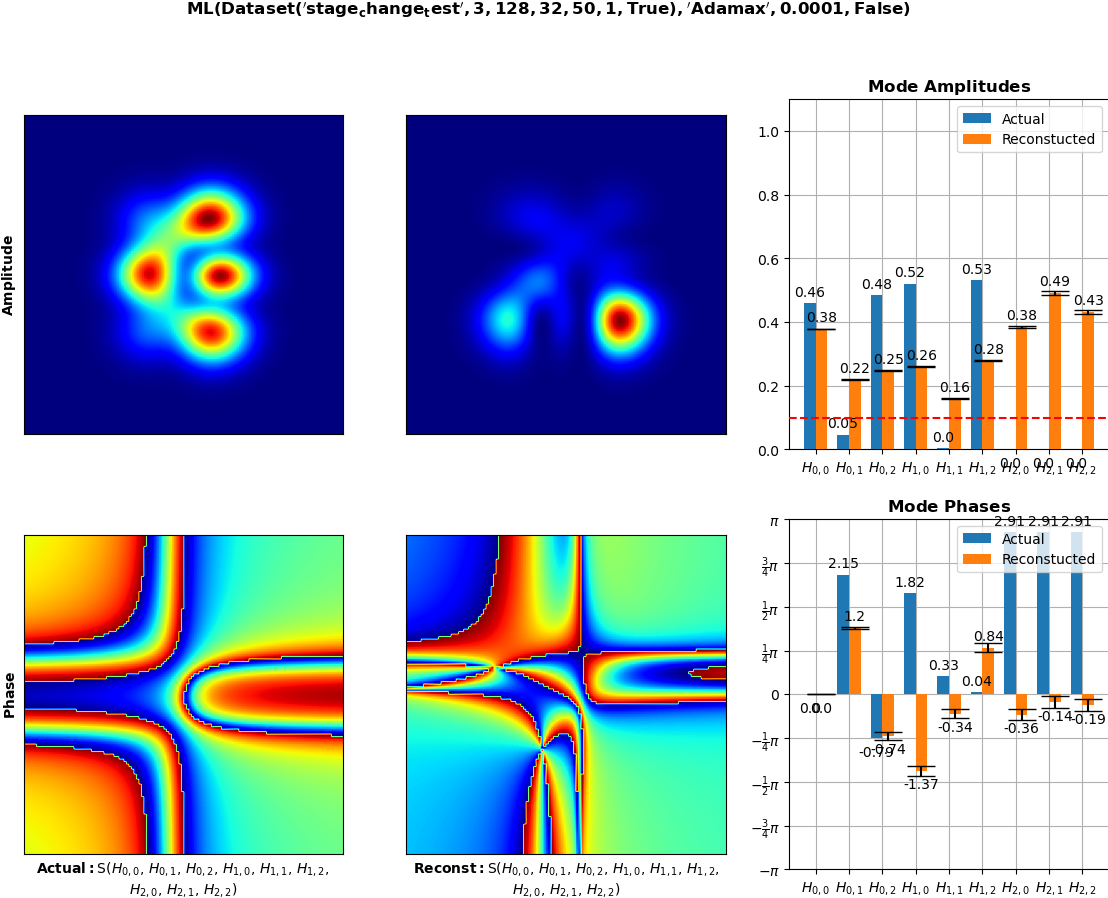 ML(Dataset('stage_change_test', 3, 128, 32, 50, 1, True), 'Adamax', 0.0001, False)
Amplitude
Mode Amplitudes
Actual
Reconstucted
1.0
0.8
0.6
0.4
0.2
0.0
0.46
0.38
0.05
0.22
0.48
0.25
0.52
0.26
0.0
0.16
0.53
0.28
0.0
0.38
0.0
0.49
0.0
0.43
H0,0 H0,1 H0,2 H1,0 H1,1 H1,2 H2,0 H2,1 H2,2
Phase
Mode Phases
Actual
Reconstucted
π
3/4π
1/2π
1/4π
0
−1/4π
−1/2π
−3/4π
−π
0.0
0.0
2.15
1.2
-0.79
-0.74
1.82
-1.37
0.33
-0.34
0.04
0.84
2.91
-0.36
2.91
-0.14
2.91
-0.19
H0,0 H0,1 H0,2 H1,0 H1,1 H1,2 H2,0 H2,1 H2,2
Actual: S(H0,0, H0,1, H0,2, H1,0, H1,1, H1,2,
H2,0, H2,1, H2,2)
Reconst: S(H0,0, H0,1, H0,2, H1,0, H1,1, H1,2,
H2,0, H2,1, H2,2)